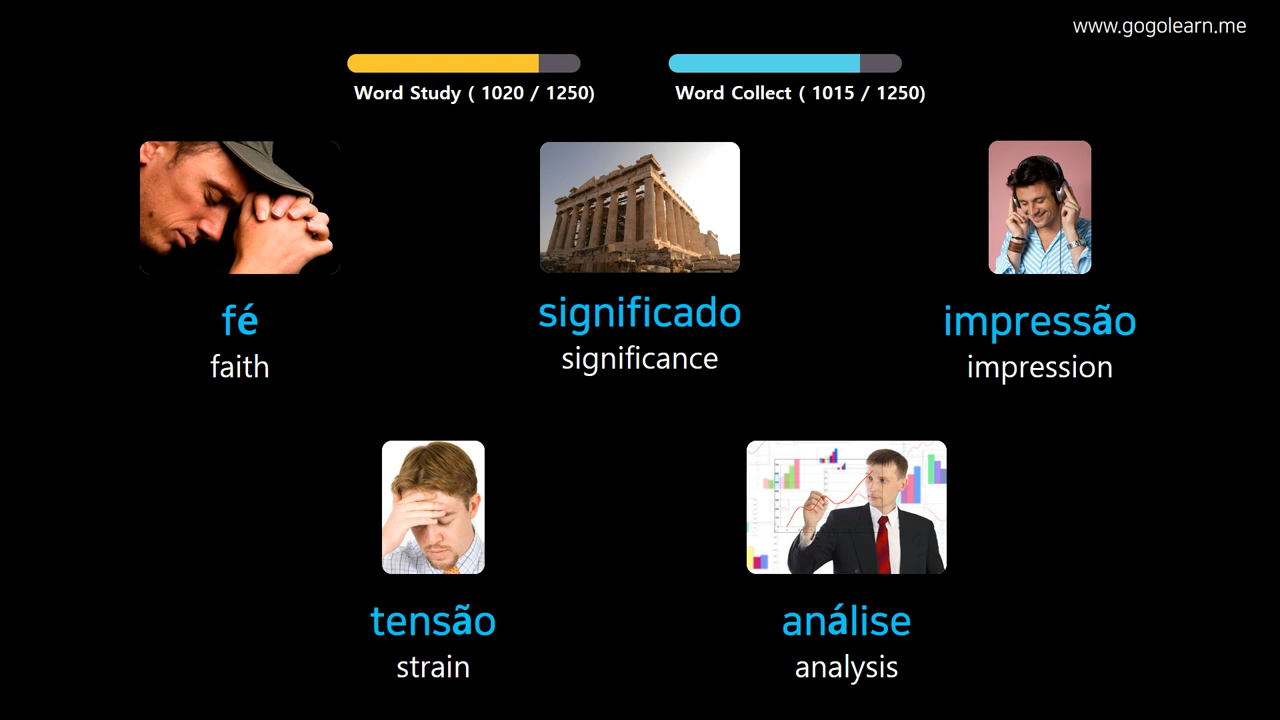 www.gogolearn.me
Word Study ( 1020 / 1250)
Word Collect ( 1015 / 1250)
fé
faith
significado
significance
impressão
impression
tensão
strain
análise
analysis